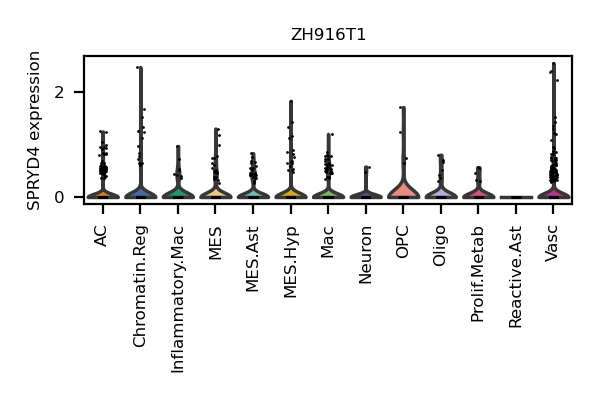 ZH916T1
SPRYD4 expression
2
0
AC
Chromatin.Reg
Inflammatory.Mac
MES
MES.Ast
MES.Hyp
Mac
Neuron
OPC
Oligo
Prolif.Metab
Reactive.Ast
Vasc